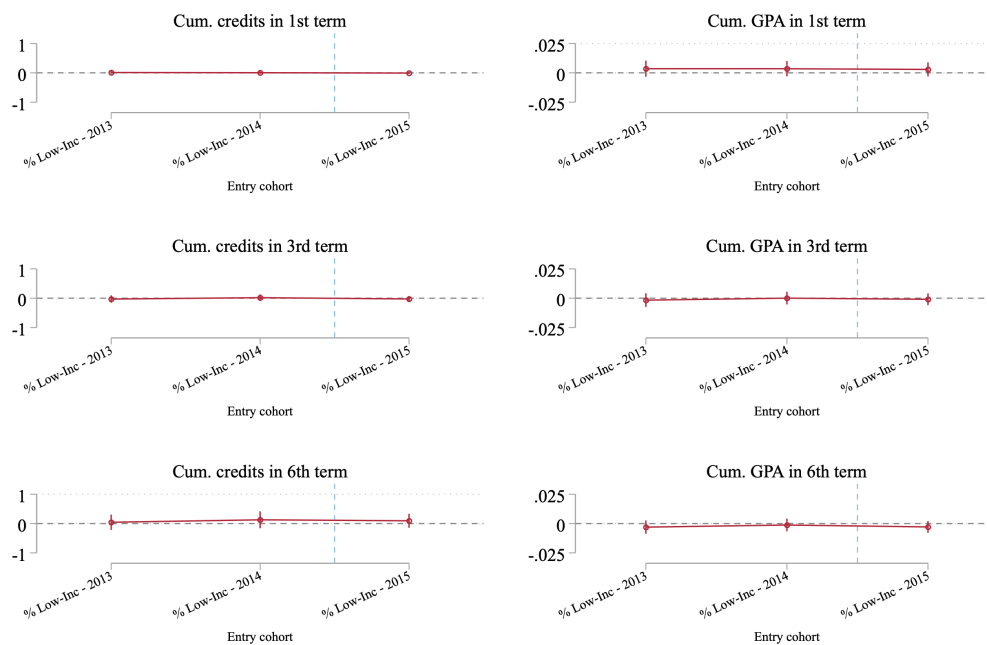 Cum. credits in 1st term
1
0
-1
% Low-Inc - 2013
% Low-Inc - 2014
% Low-Inc - 2015
Entry cohort
Cum. GPA in 1st term
.025
0
-.025
% Low-Inc - 2013
% Low-Inc - 2014
% Low-Inc - 2015
Entry cohort
Cum. credits in 3rd term
1
0
-1
% Low-Inc - 2013
% Low-Inc - 2014
% Low-Inc - 2015
Entry cohort
Cum. GPA in 3rd term
.025
0
-.025
% Low-Inc - 2013
% Low-Inc - 2014
% Low-Inc - 2015
Entry cohort
Cum. credits in 6th term
1
0
-1
% Low-Inc - 2013
% Low-Inc - 2014
% Low-Inc - 2015
Entry cohort
Cum. GPA in 6th term
.025
0
-.025
% Low-Inc - 2013
% Low-Inc - 2014
% Low-Inc - 2015
Entry cohort